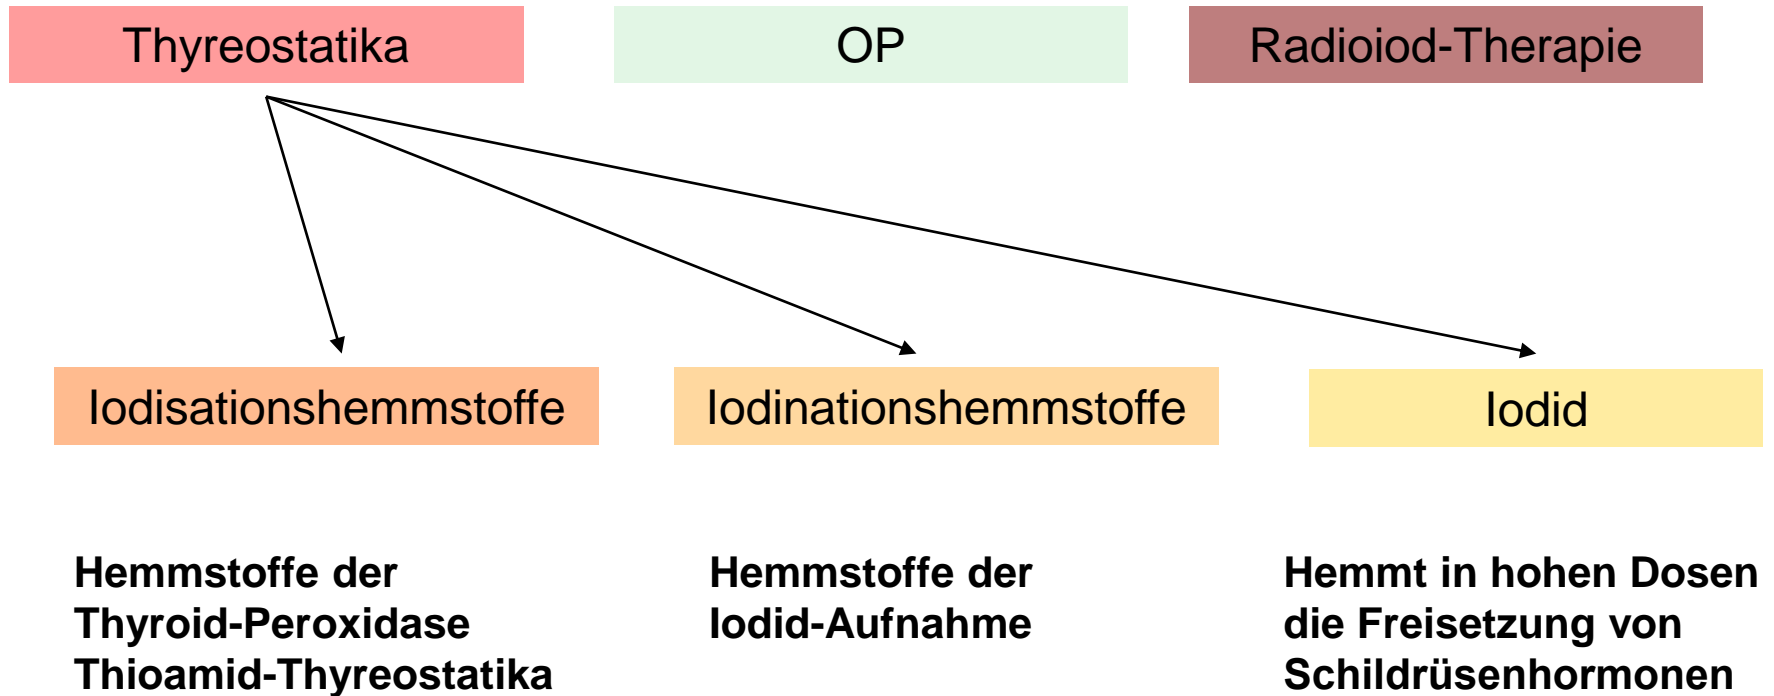 Thyreostatika
OP
Radioiod-Therapie
Iodisationshemmstoffe
Iodinationshemmstoffe
Iodid
Hemmstoffe der
Thyroid-Peroxidase
Thioamid-Thyreostatika
Hemmstoffe der
Iodid-Aufnahme
Hemmt in hohen Dosen
die Freisetzung von
Schildrüsenhormonen